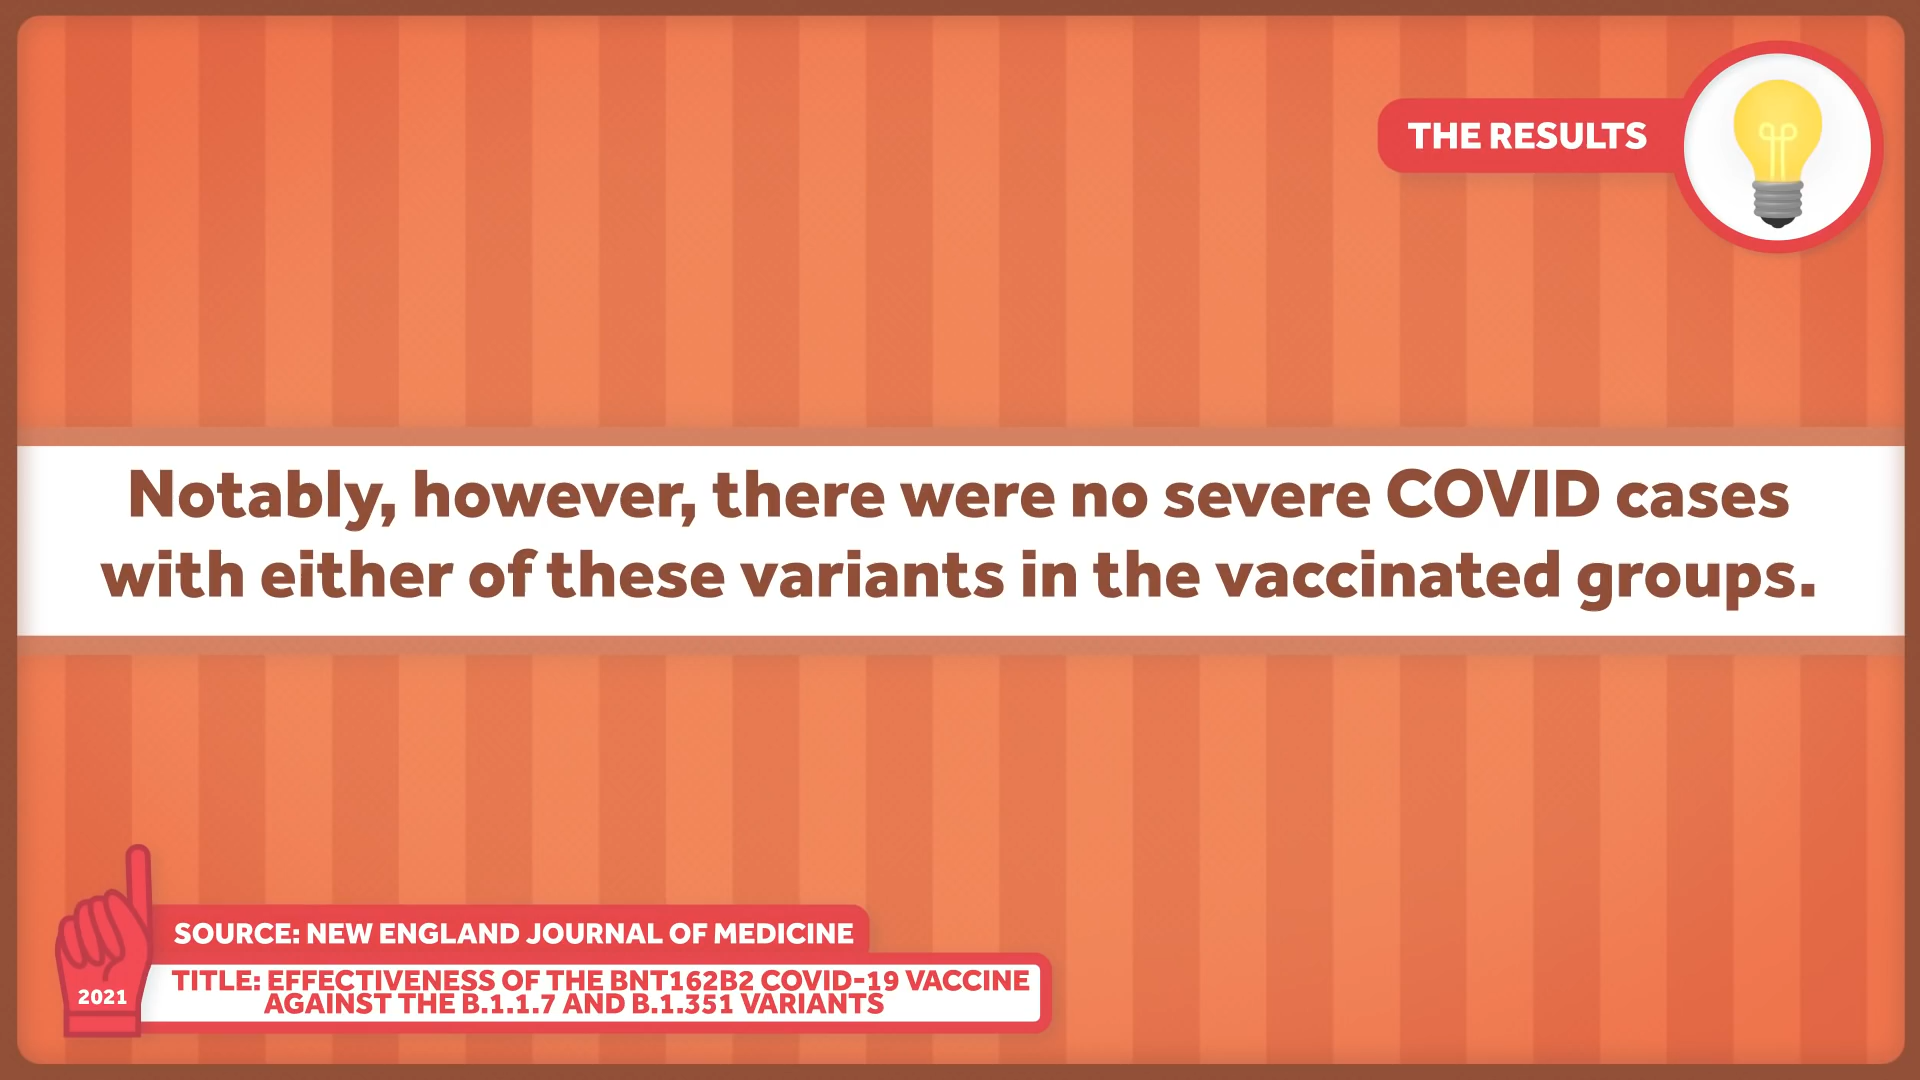 THE RESULTS
Notably, however, there were no severe COVID cases
with either of these variants in the vaccinated groups.
SOURCE: NEW ENGLAND JOURNAL OF MEDICINE
TITLE: EFFECTIVENESS OF THE BNT162B2 COVID-19 VACCINE
AGAINST THE B.1.1.7 AND B.1.351 VARIANTS
2021